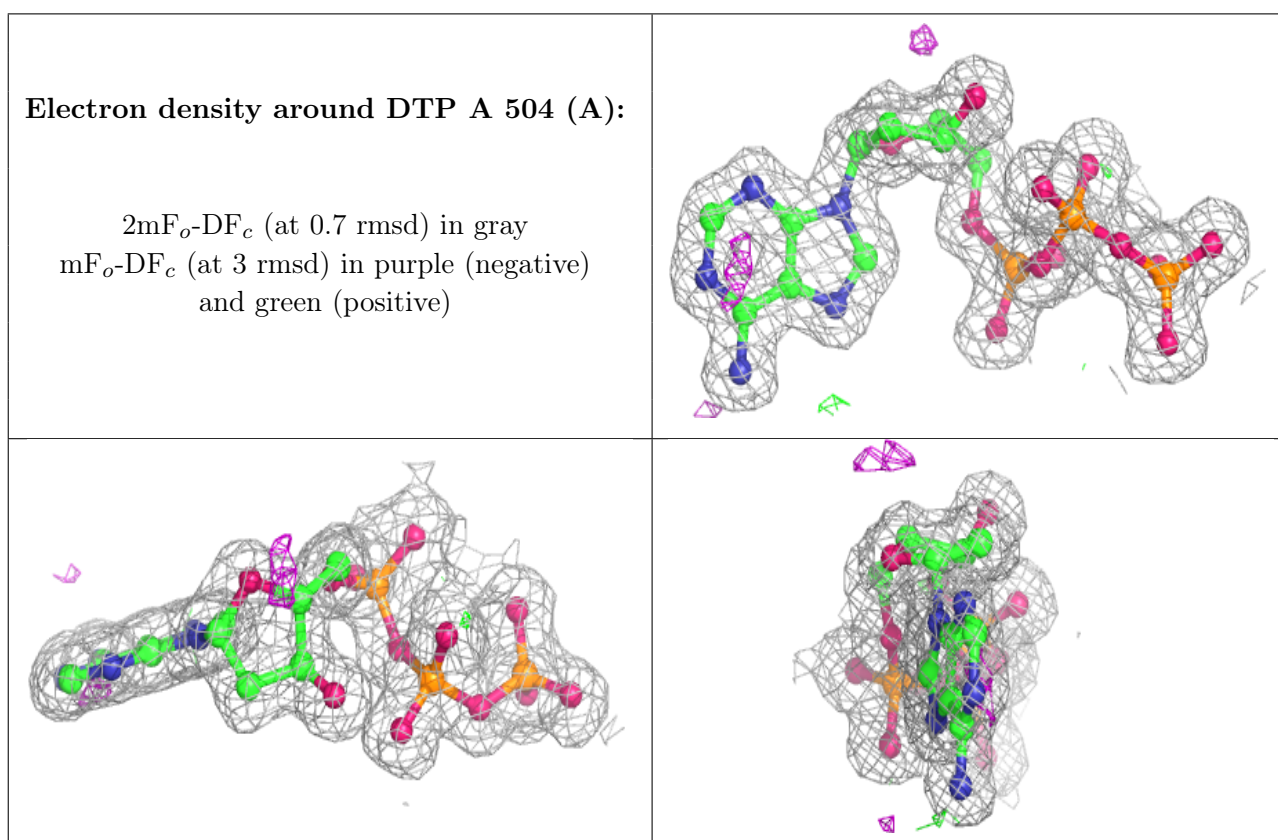 Electron density around DTP A 504 (A):
2mFo-DFc (at 0.7 rmsd) in gray
mFo-DFc (at 3 rmsd) in purple (negative)
and green (positive)